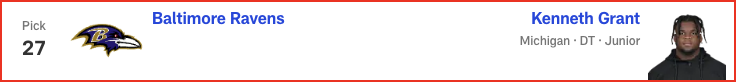 Pick
27
Baltimore Ravens
Kenneth Grant
Michigan · DT · Junior
B